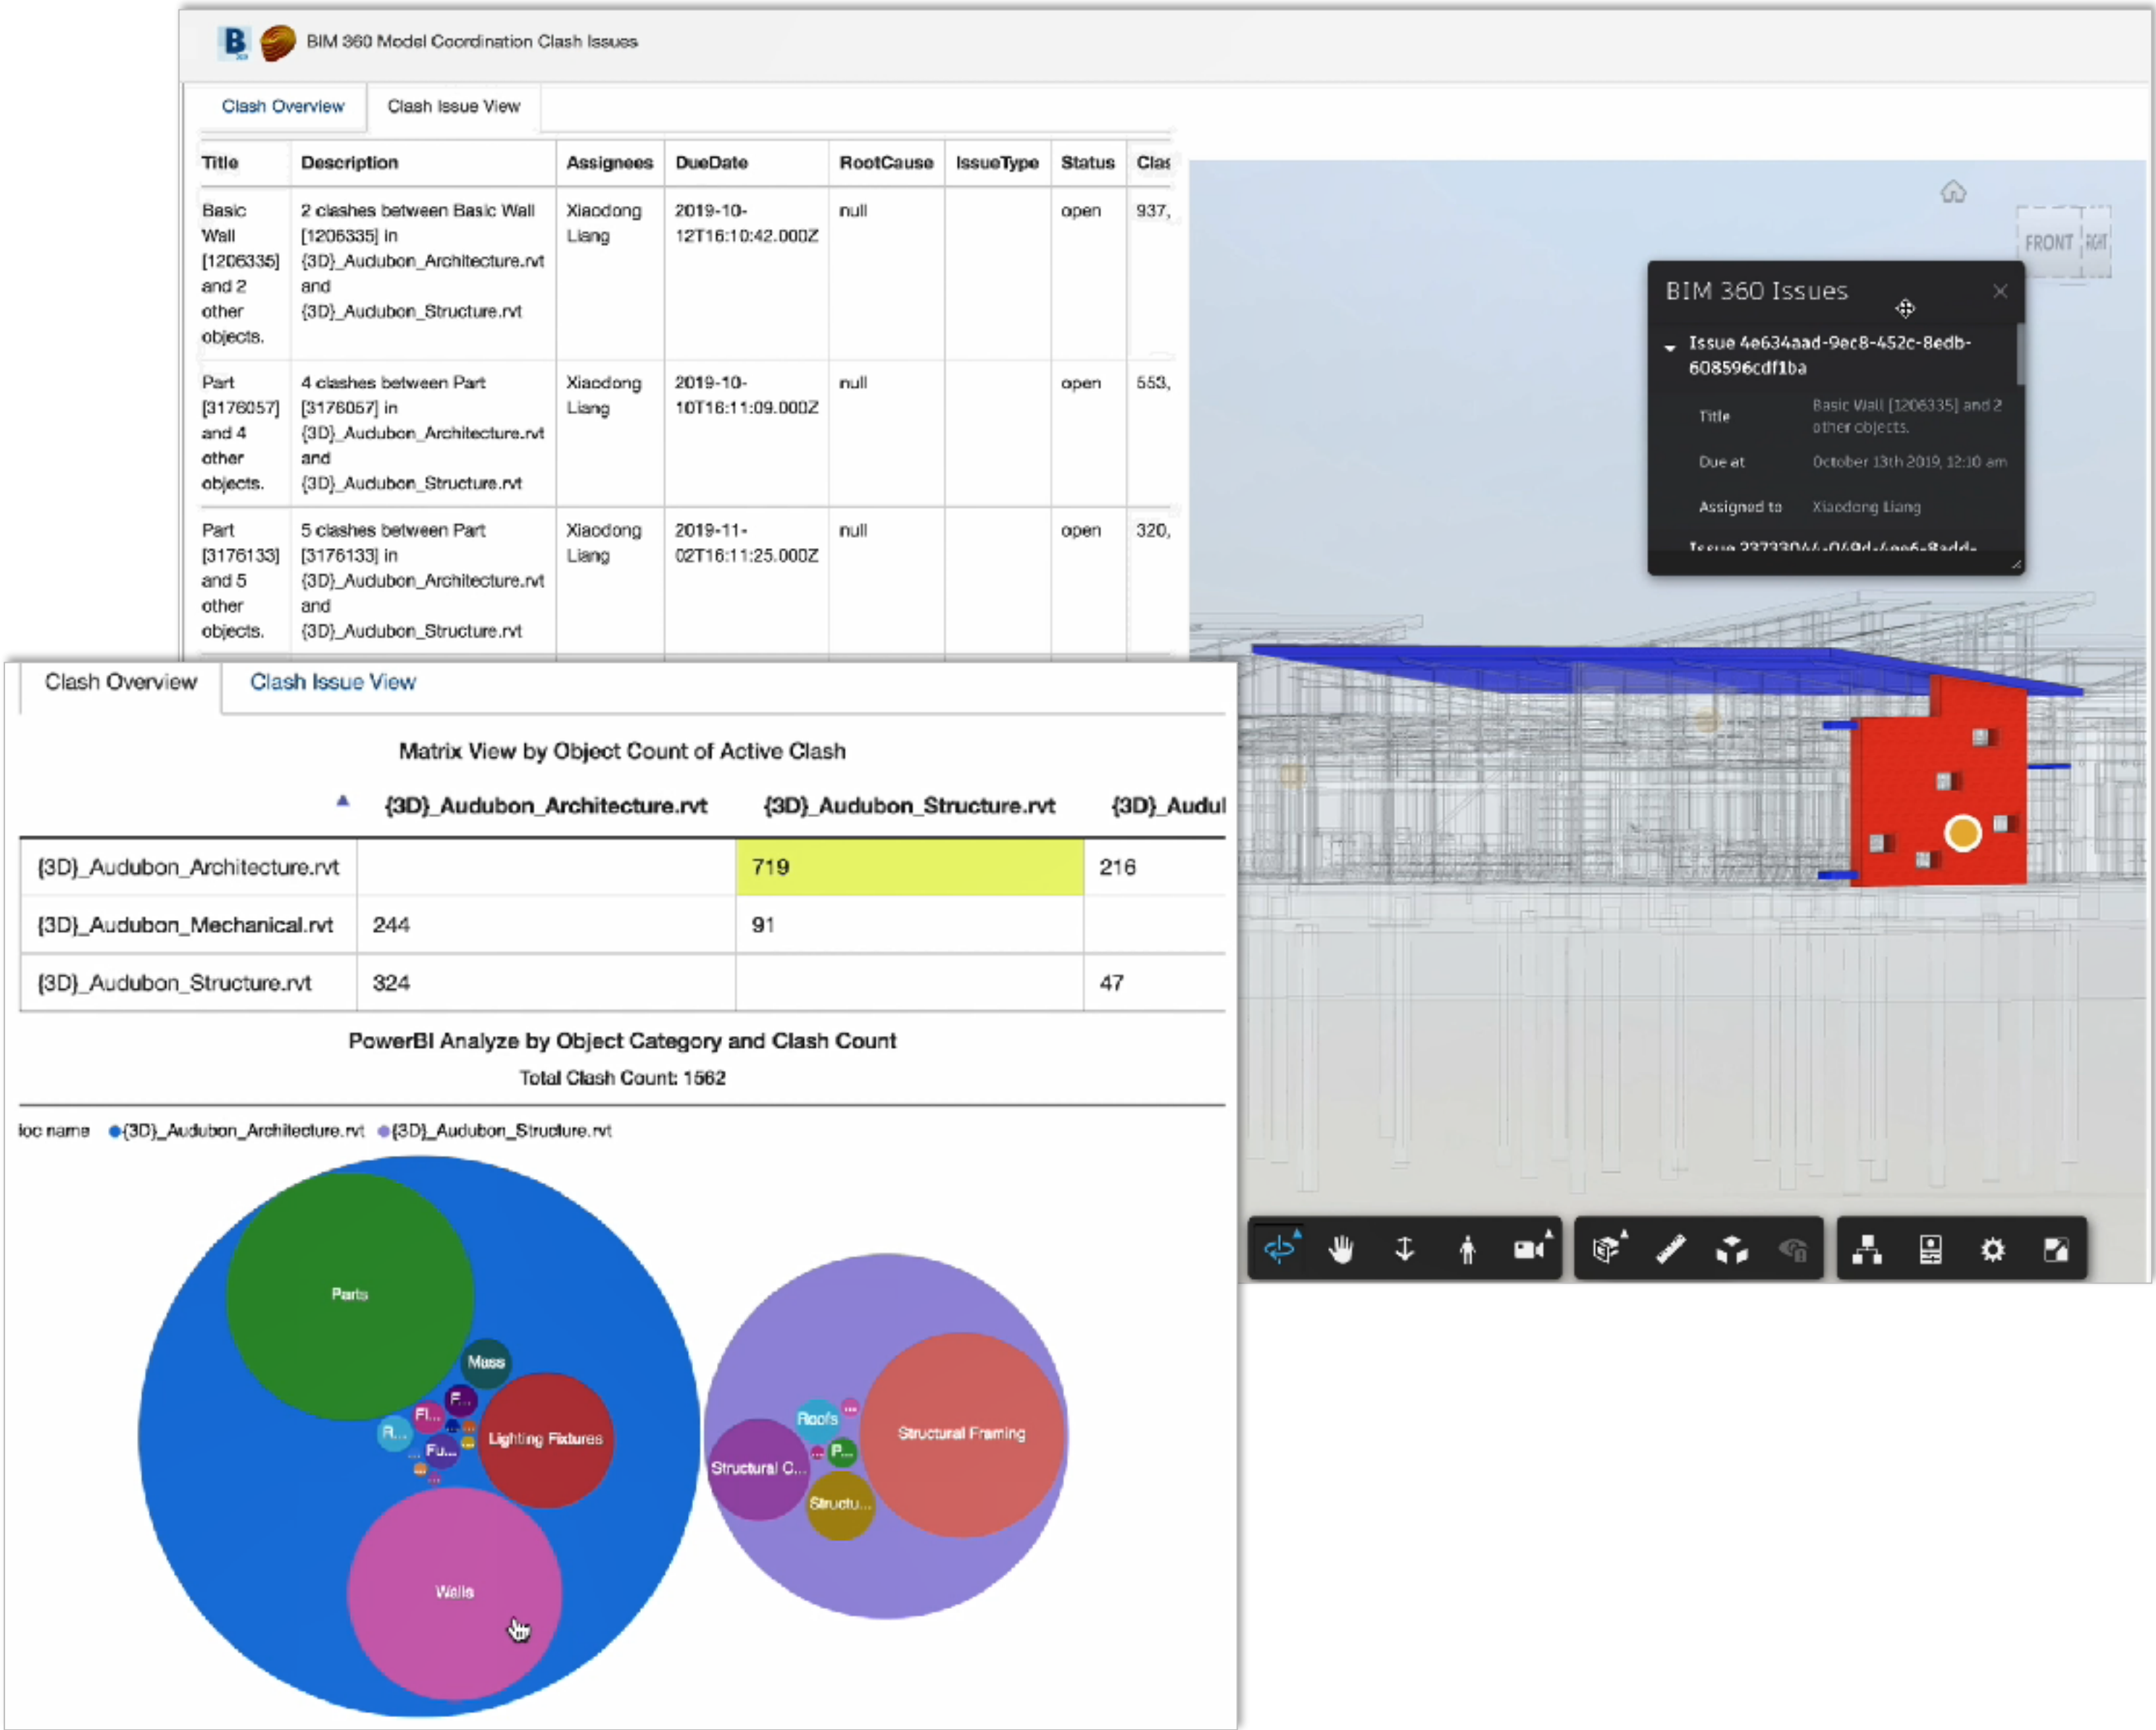 BIM 360 Model Coordination Clash Issues
Clash Overview
Clash Issue View
Title Description Assignees DueDate RootCause IssueType Status Clas
Basic Wall [1206335] and 2 other objects.
2 clashes between Basic Wall [1206335] in {3D}_Audubon_Architecture.rvt and {3D}_Audubon_Structure.rvt
Xiaodong Liang
2019-10-12T16:10:42.000Z
null
open
937,
Part [3176057] and 4 other objects.
4 clashes between Part [3176057] in {3D}_Audubon_Architecture.rvt and {3D}_Audubon_Structure.rvt
Xiaodong Liang
2019-10-10T16:11:09.000Z
null
open
553,
Part [3176133] and 5 other objects.
5 clashes between Part [3176133] in {3D}_Audubon_Architecture.rvt and {3D}_Audubon_Structure.rvt
Xiaodong Liang
2019-11-02T16:11:25.000Z
null
open
320,
FRONT
RIGHT
BIM 360 Issues
Issue 4e634aad-9ec8-452c-8edb-608596cdf1ba
Title Basic Wall [1206335] and 2 other objects.
Due at October 13th 2019, 12:10 am
Assigned to Xiaodong Liang
Clash Overview
Clash Issue View
Matrix View by Object Count of Active Clash
{3D}_Audubon_Architecture.rvt {3D}_Audubon_Structure.rvt {3D}_Audul
{3D}_Audubon_Architecture.rvt 719 216
{3D}_Audubon_Mechanical.rvt 244 91
{3D}_Audubon_Structure.rvt 324 47
PowerBI Analyze by Object Category and Clash Count
Total Clash Count: 1562
name {3D}_Audubon_Architecture.rvt {3D}_Audubon_Structure.rvt
Parts
Mass
F...
Fl...
R...
Fu...
Lighting Fixtures
Walls
Roofs
...
Structural Framing
P...
Structural C...
Structu...